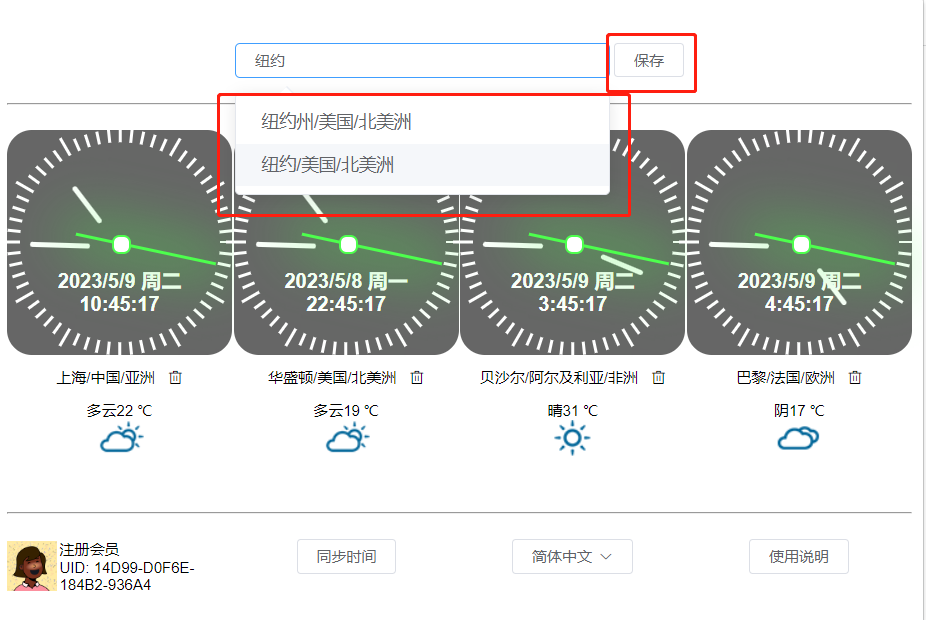 纽约
保存
纽约州/美国/北美洲
纽约/美国/北美洲
2023/5/9 周二
10:45:17
2023/5/8 周一
22:45:17
2023/5/9 周二
3:45:17
2023/5/9 周二
4:45:17
上海/中国/亚洲
华盛顿/美国/北美洲
贝沙尔/阿尔及利亚/非洲
巴黎/法国/欧洲
多云22 ℃
多云19 ℃
晴31 ℃
阴17 ℃
注册会员
UID: 14D99-D0F6E-
184B2-936A4
同步时间
简体中文
使用说明